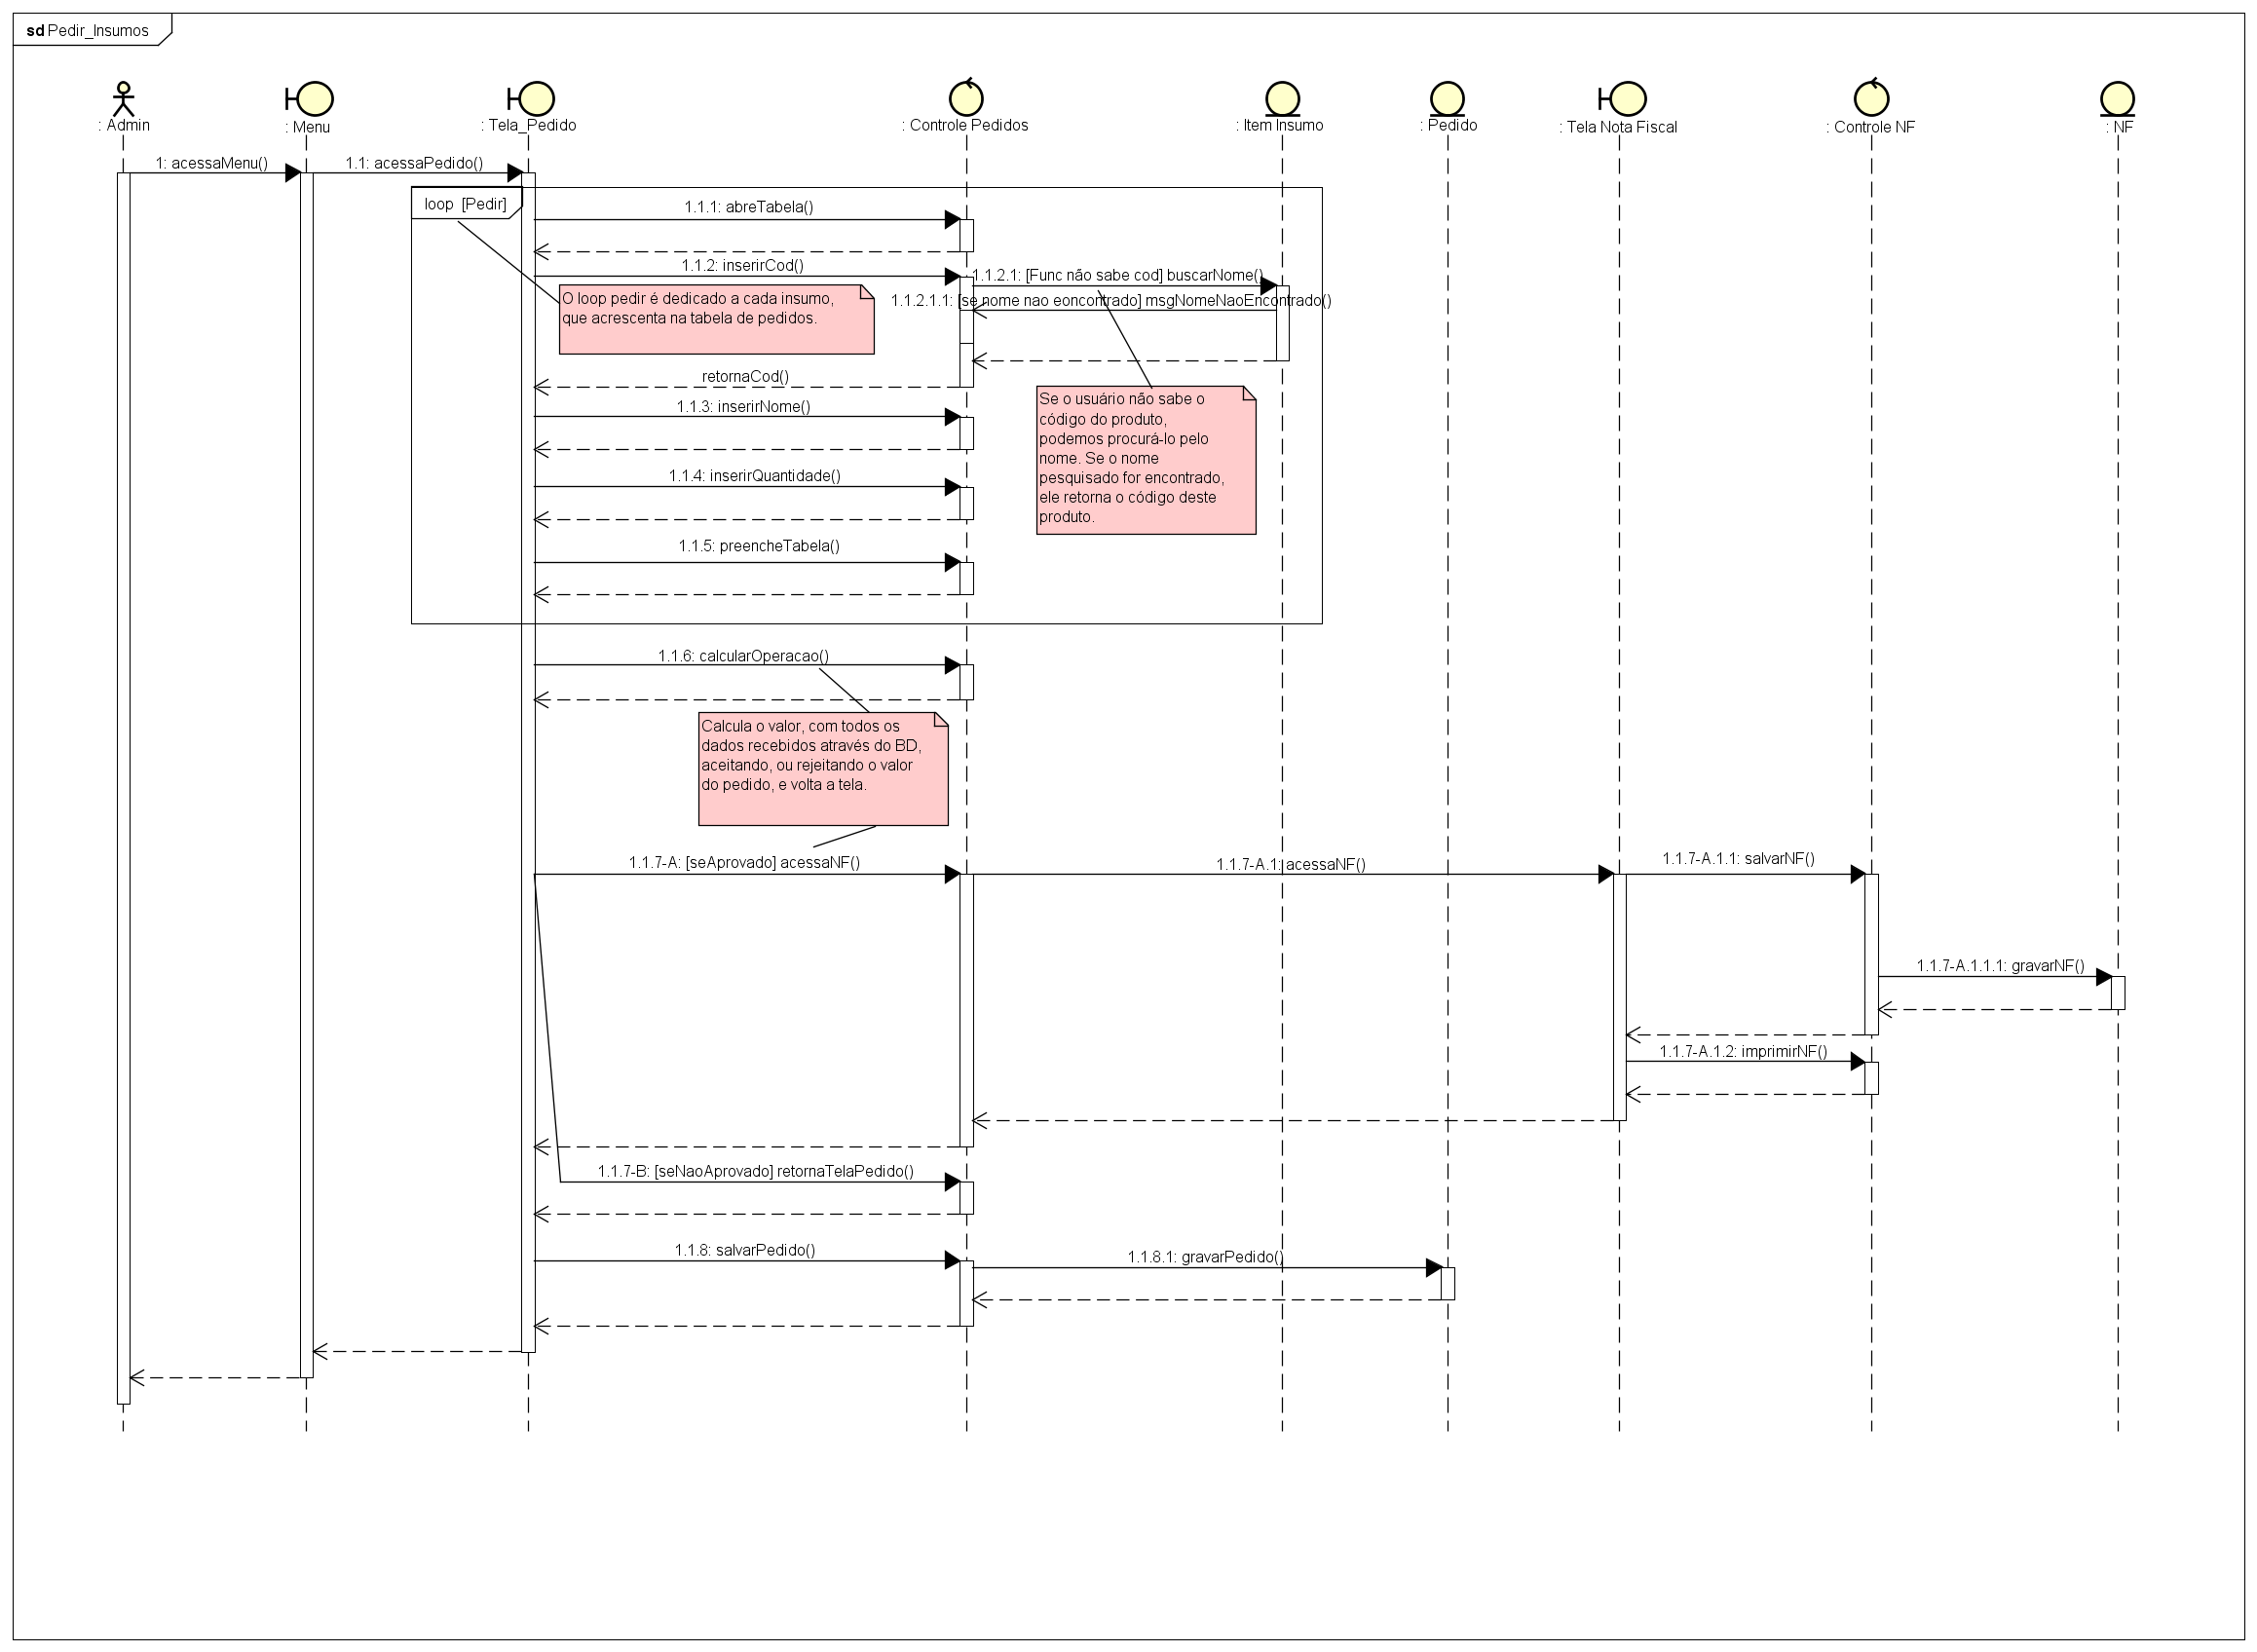 sd Pedir_Insumos
: Admin
: Menu
: Tela_Pedido
: Controle Pedidos
: Item Insumo
: Pedido
: Tela Nota Fiscal
: Controle NF
: NF
1: acessaMenu()
1.1: acessaPedido()
loop [Pedir]
1.1.1: abreTabela()
1.1.2: inserirCod()
1.1.2.1: [Func não sabe cod] buscarNome()
1.1.2.1.1: [se nome nao eoncontrado] msgNomeNaoEncontrado()
O loop pedir é dedicado a cada insumo,
que acrescenta na tabela de pedidos.
retornaCod()
1.1.3: inserirNome()
Se o usuário não sabe o
código do produto,
podemos procurá-lo pelo
nome. Se o nome
pesquisado for encontrado,
ele retorna o código deste
produto.
1.1.4: inserirQuantidade()
1.1.5: preencheTabela()
1.1.6: calcularOperacao()
Calcula o valor, com todos os
dados recebidos através do BD,
aceitando, ou rejeitando o valor
do pedido, e volta a tela.
1.1.7-A: [seAprovado] acessaNF()
1.1.7-A.1: acessaNF()
1.1.7-A.1.1: salvarNF()
1.1.7-A.1.1.1: gravarNF()
1.1.7-A.1.2: imprimirNF()
1.1.7-B: [seNaoAprovado] retornaTelaPedido()
1.1.8: salvarPedido()
1.1.8.1: gravarPedido()